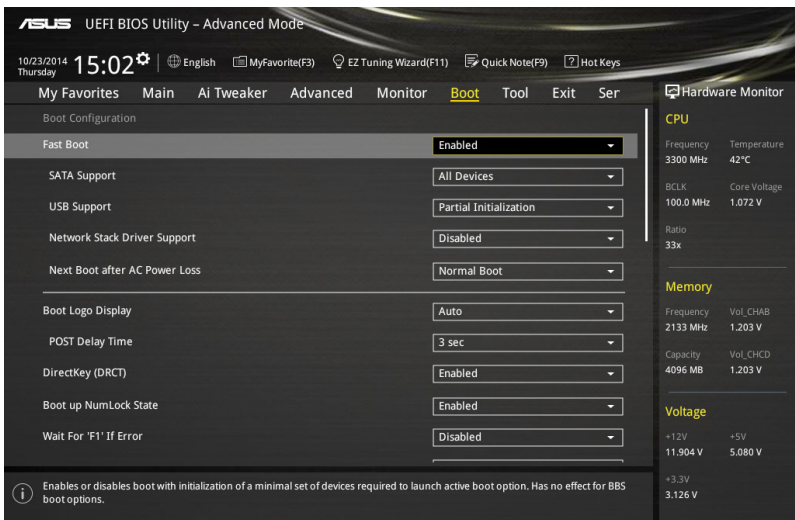 ASUS UEFI BIOS Utility – Advanced Mode
10/23/2014
Thursday
15:02
English
MyFavorite(F3)
EZ Tuning Wizard(F11)
Quick Note(F9)
? Hot Keys
My Favorites Main Ai Tweaker Advanced Monitor Boot Tool Exit Ser
Boot Configuration
Fast Boot Enabled
SATA Support All Devices
USB Support Partial Initialization
Network Stack Driver Support Disabled
Next Boot after AC Power Loss Normal Boot
Boot Logo Display Auto
POST Delay Time 3 sec
DirectKey (DRCT) Enabled
Boot up NumLock State Enabled
Wait For 'F1' If Error Disabled
i
Enables or disables boot with initialization of a minimal set of devices required to launch active boot option. Has no effect for BBS
boot options.
Hardware Monitor
CPU
Frequency Temperature
3300 MHz 42°C
BCLK Core Voltage
100.0 MHz 1.072 V
Ratio
33x
Memory
Frequency Vol_CHAB
2133 MHz 1.203 V
Capacity Vol_CHCD
4096 MB 1.203 V
Voltage
+12V +5V
11.904 V 5.080 V
+3.3V
3.126 V